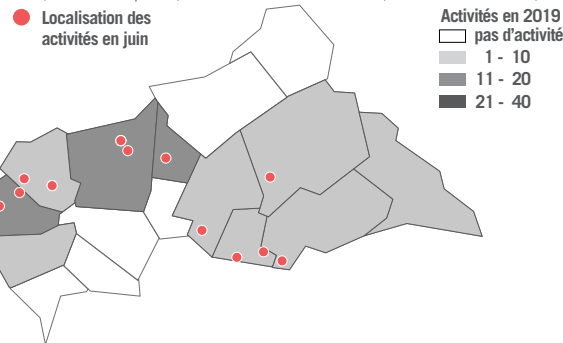 Localisation des
activités en juin
Activités en 2019
pas d'activité
1 - 10
11 - 20
21 - 40